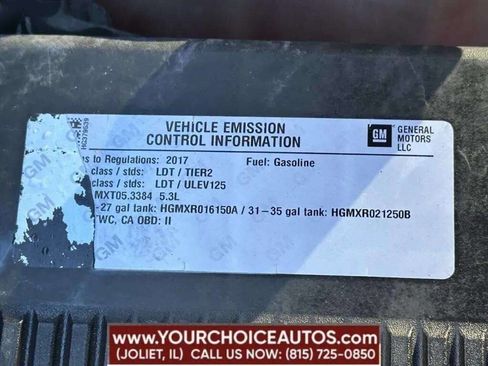 VEHICLE EMISSION
CONTROL INFORMATION
GM
GENERAL
MOTORS
LLC
ns to Regulations: 2017 Fuel: Gasoline
class / stds: LDT / TIER2
class / stds: LDT / ULEV125
MXT05.3384 5.3L
-27 gal tank: HGMXR016150A / 31-35 gal tank: HGMXR021250B
TWC, CA OBD: II
WWW.YOURCHOICEAUTOS.COM
(JOLIET, IL) CALL US NOW: (815) 725-0850